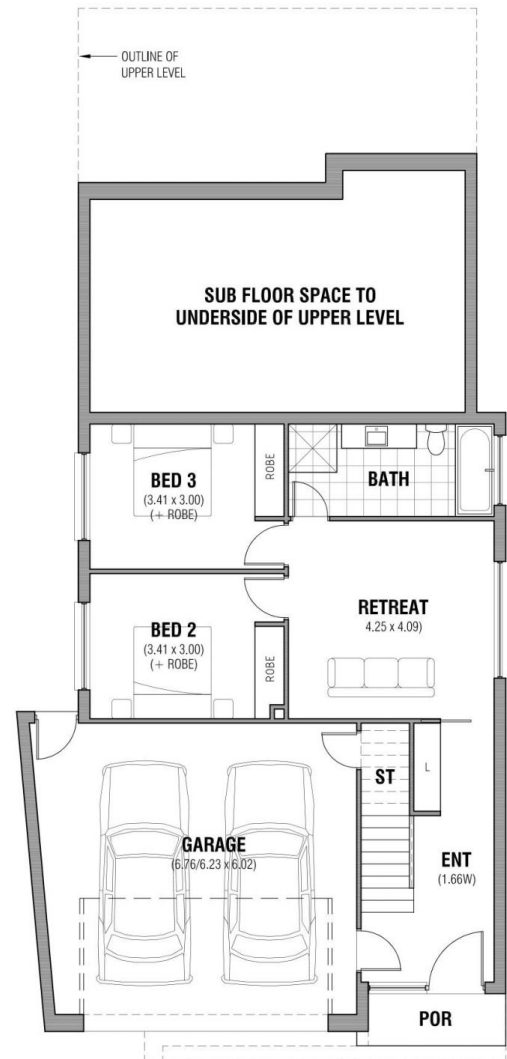 OUTLINE OF
UPPER LEVEL
SUB FLOOR SPACE TO
UNDERSIDE OF UPPER LEVEL
BED 3
(3.41 x 3.00)
(+ ROBE)
ROBE
BATH
BED 2
(3.41 x 3.00)
(+ ROBE)
ROBE
RETREAT
4.25 x 4.09)
ST
L
GARAGE
(6.76/6.23 x 6.02)
ENT
(1.66W)
POR